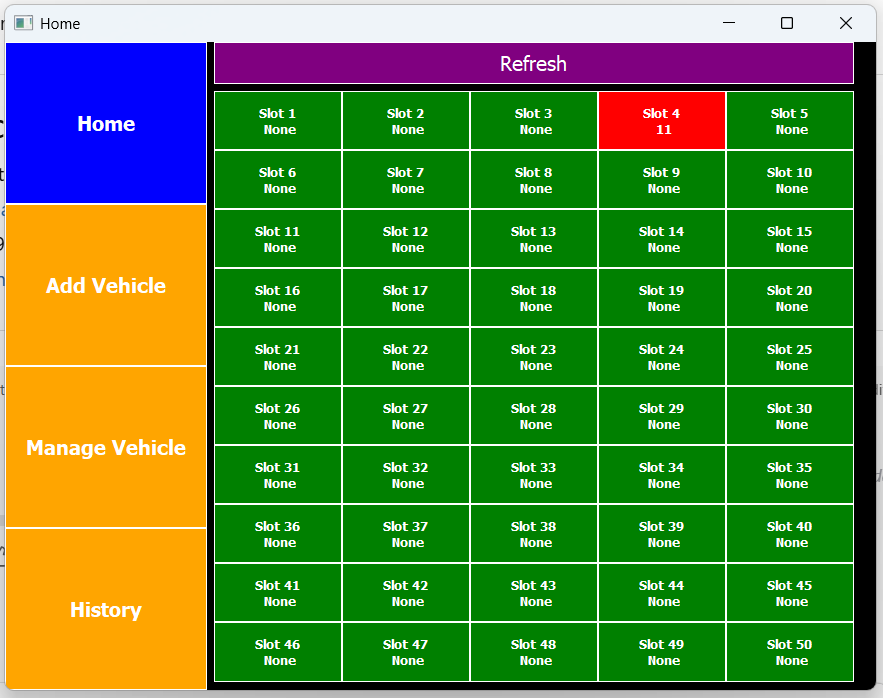 Home
Home
Add Vehicle
Manage Vehicle
History
Refresh
Slot 1
None
Slot 2
None
Slot 3
None
Slot 4
11
Slot 5
None
Slot 6
None
Slot 7
None
Slot 8
None
Slot 9
None
Slot 10
None
Slot 11
None
Slot 12
None
Slot 13
None
Slot 14
None
Slot 15
None
Slot 16
None
Slot 17
None
Slot 18
None
Slot 19
None
Slot 20
None
Slot 21
None
Slot 22
None
Slot 23
None
Slot 24
None
Slot 25
None
Slot 26
None
Slot 27
None
Slot 28
None
Slot 29
None
Slot 30
None
Slot 31
None
Slot 32
None
Slot 33
None
Slot 34
None
Slot 35
None
Slot 36
None
Slot 37
None
Slot 38
None
Slot 39
None
Slot 40
None
Slot 41
None
Slot 42
None
Slot 43
None
Slot 44
None
Slot 45
None
Slot 46
None
Slot 47
None
Slot 48
None
Slot 49
None
Slot 50
None